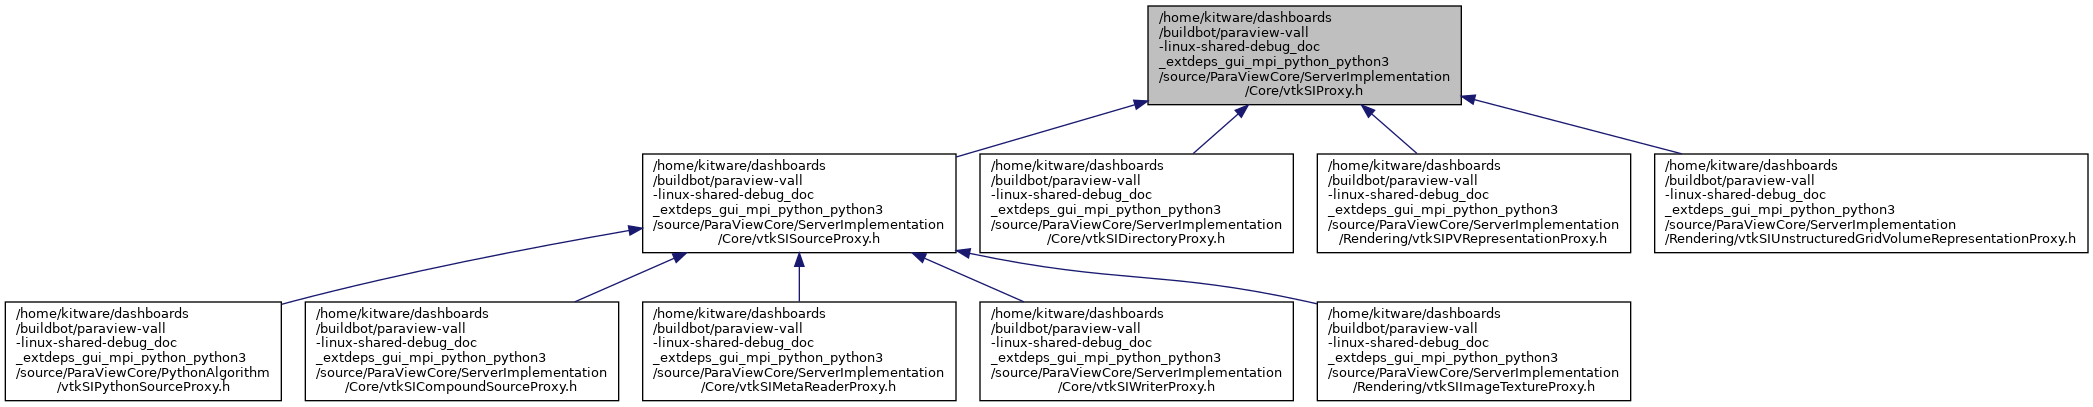 /home/kitware/dashboards
/buildbot/paraview-vall
-linux-shared-debug_doc
_extdeps_gui_mpi_python_python3
/source/ParaViewCore/ServerImplementation
/Core/vtkSIProxy.h
/home/kitware/dashboards
/buildbot/paraview-vall
-linux-shared-debug_doc
_extdeps_gui_mpi_python_python3
/source/ParaViewCore/ServerImplementation
/Core/vtkSISourceProxy.h
/home/kitware/dashboards
/buildbot/paraview-vall
-linux-shared-debug_doc
_extdeps_gui_mpi_python_python3
/source/ParaViewCore/ServerImplementation
/Core/vtkSIDirectoryProxy.h
/home/kitware/dashboards
/buildbot/paraview-vall
-linux-shared-debug_doc
_extdeps_gui_mpi_python_python3
/source/ParaViewCore/ServerImplementation
/Rendering/vtkSIPVRepresentationProxy.h
/home/kitware/dashboards
/buildbot/paraview-vall
-linux-shared-debug_doc
_extdeps_gui_mpi_python_python3
/source/ParaViewCore/ServerImplementation
/Rendering/vtkSIUnstructuredGridVolumeRepresentationProxy.h
/home/kitware/dashboards
/buildbot/paraview-vall
-linux-shared-debug_doc
_extdeps_gui_mpi_python_python3
/source/ParaViewCore/PythonAlgorithm
/vtkSIPythonSourceProxy.h
/home/kitware/dashboards
/buildbot/paraview-vall
-linux-shared-debug_doc
_extdeps_gui_mpi_python_python3
/source/ParaViewCore/ServerImplementation
/Core/vtkSICompoundSourceProxy.h
/home/kitware/dashboards
/buildbot/paraview-vall
-linux-shared-debug_doc
_extdeps_gui_mpi_python_python3
/source/ParaViewCore/ServerImplementation
/Core/vtkSIMetaReaderProxy.h
/home/kitware/dashboards
/buildbot/paraview-vall
-linux-shared-debug_doc
_extdeps_gui_mpi_python_python3
/source/ParaViewCore/ServerImplementation
/Core/vtkSIWriterProxy.h
/home/kitware/dashboards
/buildbot/paraview-vall
-linux-shared-debug_doc
_extdeps_gui_mpi_python_python3
/source/ParaViewCore/ServerImplementation
/Rendering/vtkSIImageTextureProxy.h